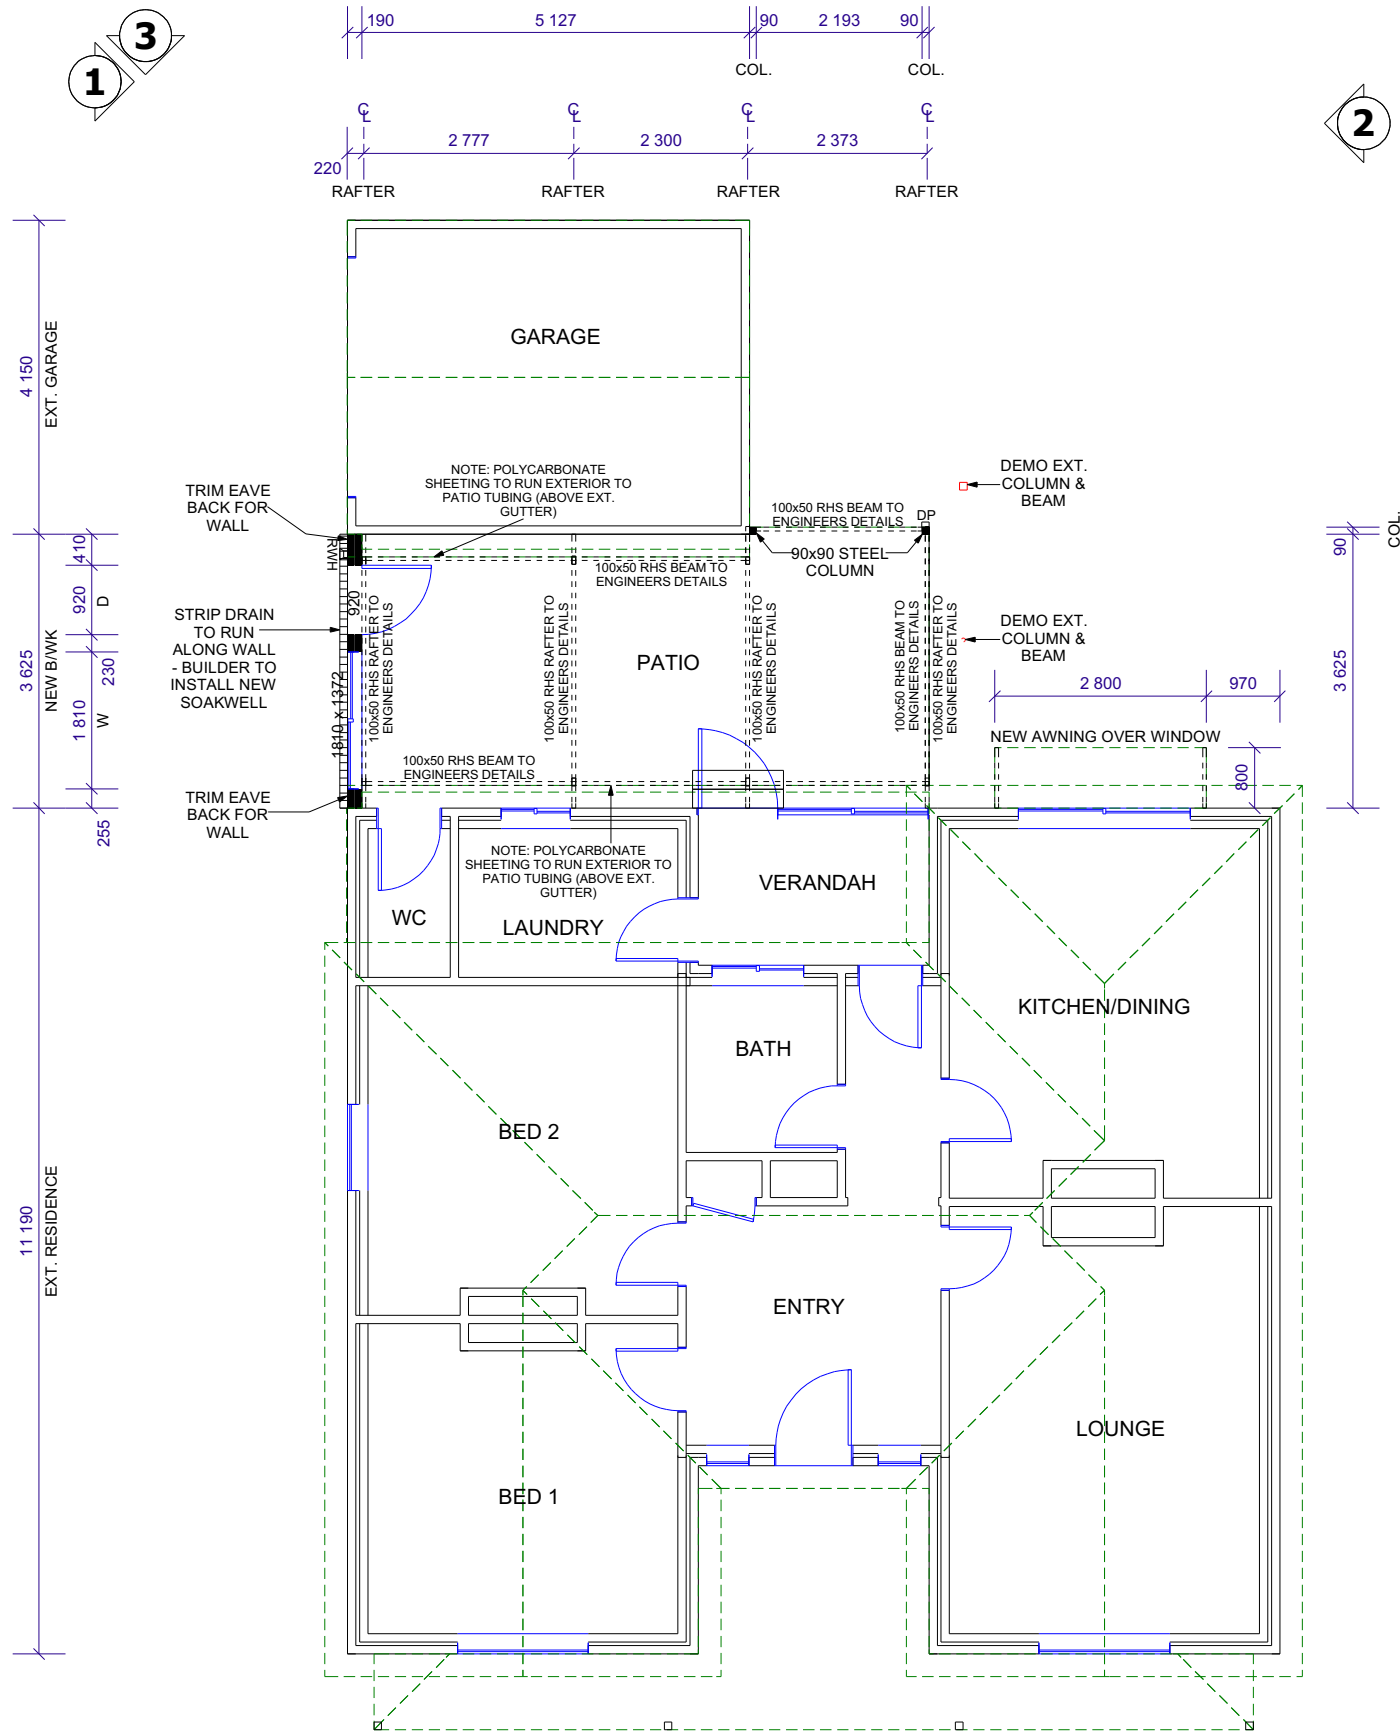 190
5 127
90
2 193
90
COL.
COL.
3
1
2
℄
℄
℄
℄
2 777
2 300
2 373
220
RAFTER
RAFTER
RAFTER
RAFTER
4 150
EXT. GARAGE
GARAGE
NOTE: POLYCARBONATE
SHEETING TO RUN EXTERIOR TO
PATIO TUBING (ABOVE EXT.
GUTTER)
TRIM EAVE
BACK FOR
WALL
DEMO EXT.
COLUMN &
BEAM
100x50 RHS BEAM TO
ENGINEERS DETAILS
DP
90x90 STEEL
COLUMN
90
COL.
410
RWH
100x50 RHS BEAM TO
ENGINEERS DETAILS
920
D
920
STRIP DRAIN
TO RUN
ALONG WALL
- BUILDER TO
INSTALL NEW
SOAKWELL
3 625
NEW B/WK
230
1 810
W
1810 x 1372
100x50 RHS RAFTER TO
ENGINEERS DETAILS
100x50 RHS RAFTER TO
ENGINEERS DETAILS
PATIO
100x50 RHS RAFTER TO
ENGINEERS DETAILS
100x50 RHS BEAM TO
ENGINEERS DETAILS
100x50 RHS RAFTER TO
ENGINEERS DETAILS
DEMO EXT.
COLUMN &
BEAM
3 625
2 800
970
NEW AWNING OVER WINDOW
800
100x50 RHS BEAM TO
ENGINEERS DETAILS
TRIM EAVE
BACK FOR
WALL
255
NOTE: POLYCARBONATE
SHEETING TO RUN EXTERIOR TO
PATIO TUBING (ABOVE EXT.
GUTTER)
VERANDAH
WC
LAUNDRY
KITCHEN/DINING
BATH
BED 2
11 190
EXT. RESIDENCE
ENTRY
LOUNGE
BED 1